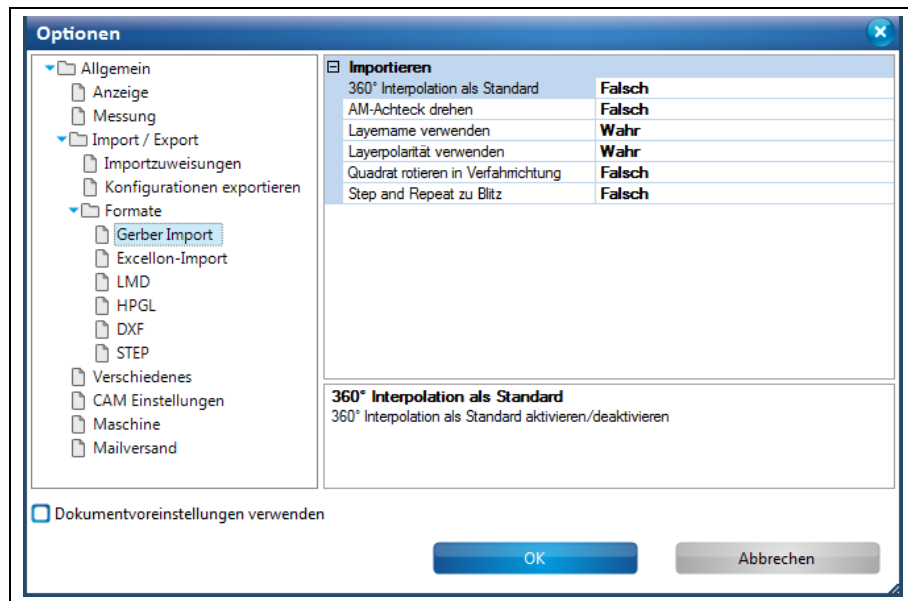 Optionen
Allgemein
Anzeige
Messung
Import / Export
Importzuweisungen
Konfigurationen exportieren
Formate
Gerber Import
Excellon-Import
LMD
HPGL
DXF
STEP
Verschiedenes
CAM Einstellungen
Maschine
Mailversand
Importieren
360° Interpolation als Standard Falsch
AM-Achteck drehen Falsch
Layername verwenden Wahr
Layerpolarität verwenden Wahr
Quadrat rotieren in Verfahrrichtung Falsch
Step and Repeat zu Blitz Falsch
360° Interpolation als Standard
360° Interpolation als Standard aktivieren/deaktivieren
Dokumentvoreinstellungen verwenden
OK
Abbrechen